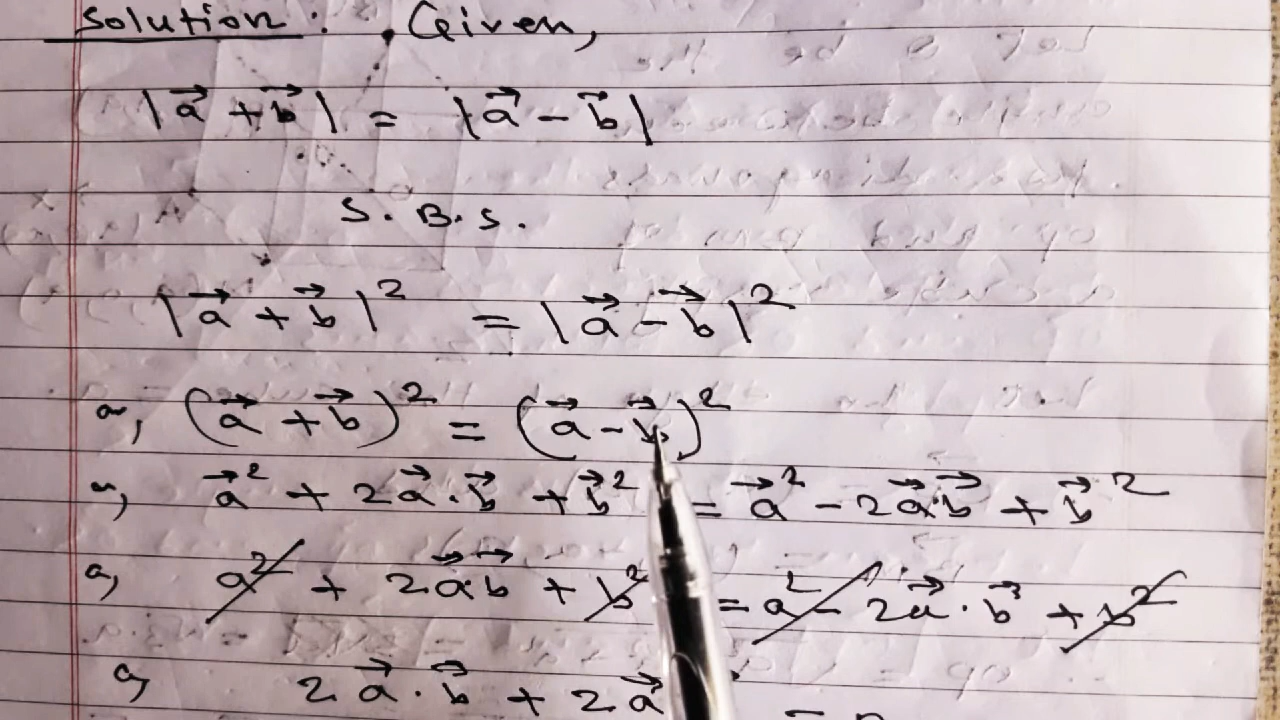 Solution: Given,
|a⃗ + b⃗| = |a⃗ - b⃗|
S.B.S.
|a⃗ + b⃗|² = |a⃗ - b⃗|²
or, (a⃗ + b⃗)² = (a⃗ - b⃗)²
or, a⃗² + 2a⃗.b⃗ + b⃗² = a⃗² - 2a⃗.b⃗ + b⃗²
or, a² + 2a⃗.b⃗ + b² = a² - 2a⃗.b⃗ + b²
or, 2a⃗.b⃗ + 2a⃗